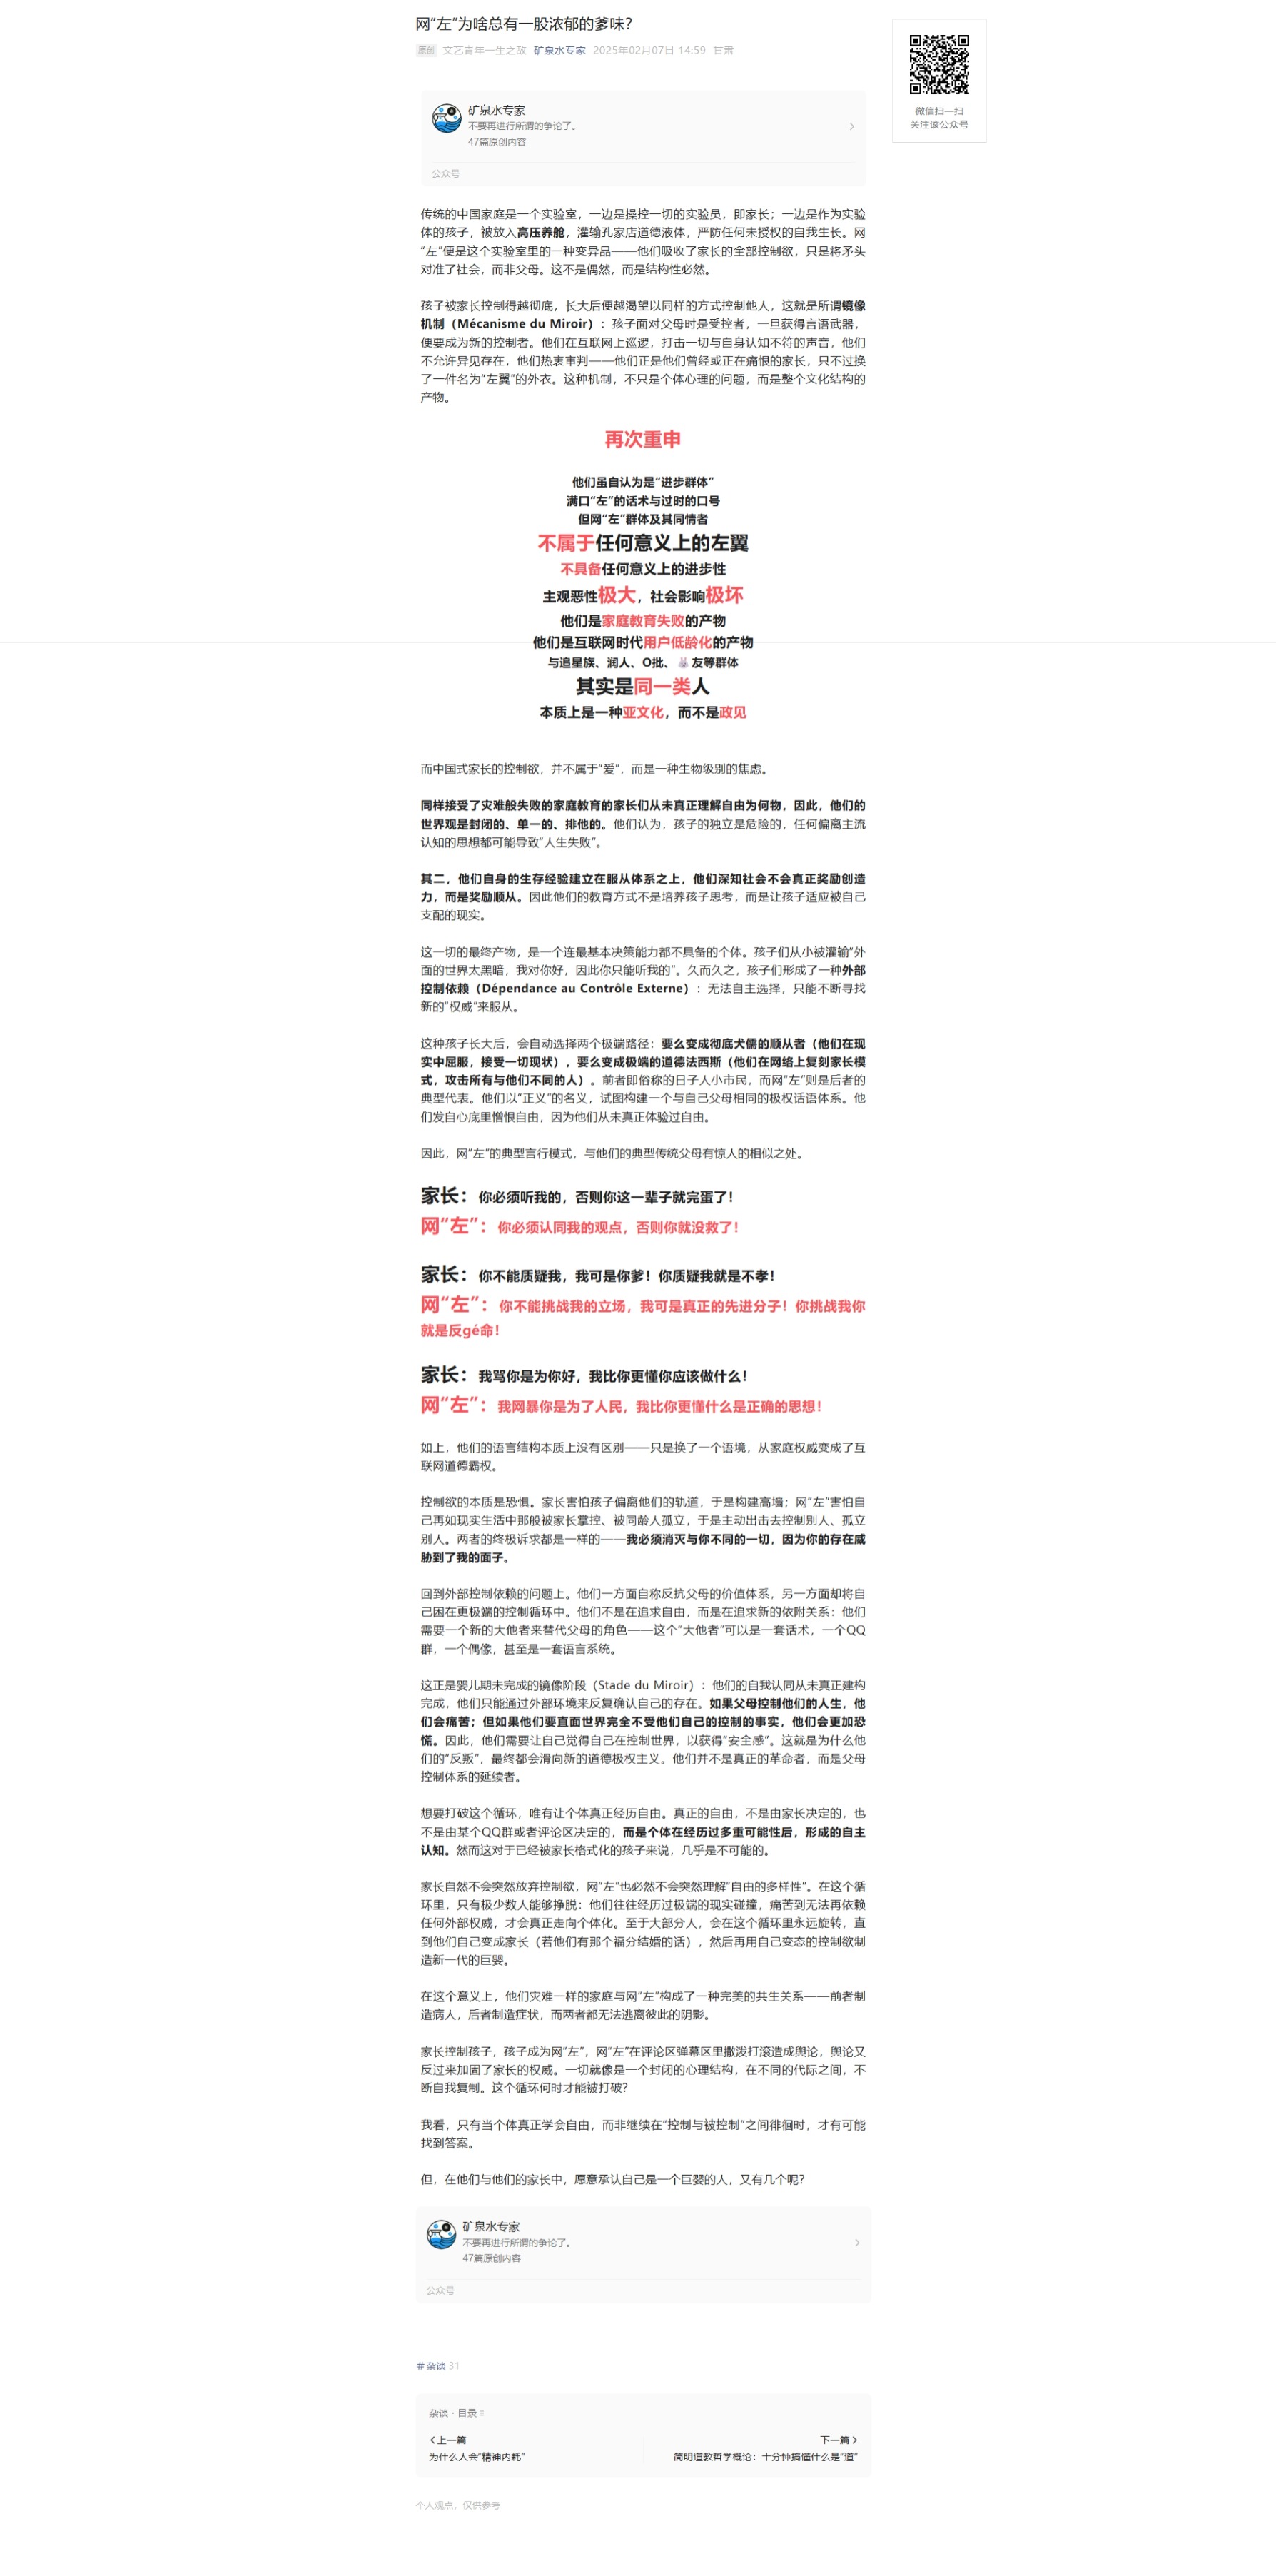 网“左”为啥总有一股浓郁的爹味？
原创 文艺青年一生之敌 矿泉水专家 2025年02月07日 14:59 甘肃
微信扫一扫
关注该公众号
矿泉水专家
不要再进行所谓的争论了。
47篇原创内容
公众号
传统的中国家庭是一个实验室，一边是操控一切的实验员，即家长；一边是作为实验
体的孩子，被放入高压养舱，灌输孔家店道德液体，严防任何未授权的自我生长。网
“左”便是这个实验室里的一种变异品——他们吸收了家长的全部控制欲，只是将矛头
对准了社会，而非父母。这不是偶然，而是结构性必然。
孩子被家长控制得越彻底，长大后便越渴望以同样的方式控制他人，这就是所谓镜像
机制（Mécanisme du Miroir）：孩子面对父母时是受控者，一旦获得言语武器，
便要成为新的控制者。他们在互联网上巡逻，打击一切与自身认知不符的声音，他们
不允许异见存在，他们热衷审判——他们正是他们曾经或正在痛恨的家长，只不过换
了一件名为“左翼”的外衣。这种机制，不只是个体心理的问题，而是整个文化结构的
产物。
再次重申
他们虽自认为是“进步群体”
满口“左”的话术与过时的口号
但网“左”群体及其同情者
不属于任何意义上的左翼
不具备任何意义上的进步性
主观恶性极大，社会影响极坏
他们是家庭教育失败的产物
他们是互联网时代用户低龄化的产物
与追星族、润人、O批、🐰友等群体
其实是同一类人
本质上是一种亚文化，而不是政见
而中国式家长的控制欲，并不属于“爱”，而是一种生物级别的焦虑。
同样接受了灾难般失败的家庭教育的家长们从未真正理解自由为何物，因此，他们的
世界观是封闭的、单一的、排他的。他们认为，孩子的独立是危险的，任何偏离主流
认知的思想都可能导致“人生失败”。
其二，他们自身的生存经验建立在服从体系之上，他们深知社会不会真正奖励创造
力，而是奖励顺从。因此他们的教育方式不是培养孩子思考，而是让孩子适应被自己
支配的现实。
这一切的最终产物，是一个连最基本决策能力都不具备的个体。孩子们从小被灌输“外
面的世界太黑暗，我对你好，因此你只能听我的”。久而久之，孩子们形成了一种外部
控制依赖（Dépendance au Contrôle Externe）：无法自主选择，只能不断寻找
新的“权威”来服从。
这种孩子长大后，会自动选择两个极端路径：要么变成彻底犬儒的顺从者（他们在现
实中屈服，接受一切现状），要么变成极端的道德法西斯（他们在网络上复刻家长模
式，攻击所有与他们不同的人）。前者即俗称的日子人小市民，而网“左”则是后者的
典型代表。他们以“正义”的名义，试图构建一个与自己父母相同的极权话语体系。他
们发自心底里憎恨自由，因为他们从未真正体验过自由。
因此，网“左”的典型言行模式，与他们的典型传统父母有惊人的相似之处。
家长：你必须听我的，否则你这一辈子就完蛋了！
网“左”：你必须认同我的观点，否则你就没救了！
家长：你不能质疑我，我可是你爹！你质疑我就是不孝！
网“左”：你不能挑战我的立场，我可是真正的先进分子！你挑战我你
就是反gé命！
家长：我骂你是为你好，我比你更懂你应该做什么！
网“左”：我网暴你是为了人民，我比你更懂什么是正确的思想！
如上，他们的语言结构本质上没有区别——只是换了一个语境，从家庭权威变成了互
联网道德霸权。
控制欲的本质是恐惧。家长害怕孩子偏离他们的轨道，于是构建高墙；网“左”害怕自
己再如现实生活中那般被家长掌控、被同龄人孤立，于是主动出击去控制别人、孤立
别人。两者的终极诉求都是一样的——我必须消灭与你不同的一切，因为你的存在威
胁到了我的面子。
回到外部控制依赖的问题上。他们一方面自称反抗父母的价值体系，另一方面却将自
己困在更极端的控制循环中。他们不是在追求自由，而是在追求新的依附关系：他们
需要一个新的大他者来替代父母的角色——这个“大他者”可以是一套话术，一个QQ
群，一个偶像，甚至是一套语言系统。
这正是婴儿期未完成的镜像阶段（Stade du Miroir）：他们的自我认同从未真正建构
完成，他们只能通过外部环境来反复确认自己的存在。如果父母控制他们的人生，他
们会痛苦；但如果他们要直面世界完全不受他们自己的控制的事实，他们会更加恐
慌。因此，他们需要让自己觉得自己在控制世界，以获得“安全感”。这就是为什么他
们的“反叛”，最终都会滑向新的道德极权主义。他们并不是真正的革命者，而是父母
控制体系的延续者。
想要打破这个循环，唯有让个体真正经历自由。真正的自由，不是由家长决定的，也
不是由某个QQ群或者评论区决定的，而是个体在经历过多重可能性后，形成的自主
认知。然而这对于已经被家长格式化的孩子来说，几乎是不可能的。
家长自然不会突然放弃控制欲，网“左”也必然不会突然理解“自由的多样性”。在这个循
环里，只有极少数人能够挣脱：他们往往经历过极端的现实碰撞，痛苦到无法再依赖
任何外部权威，才会真正走向个体化。至于大部分人，会在这个循环里永远旋转，直
到他们自己变成家长（若他们有那个福分结婚的话），然后再用自己变态的控制欲制
造新一代的巨婴。
在这个意义上，他们灾难一样的家庭与网“左”构成了一种完美的共生关系——前者制
造病人，后者制造症状，而两者都无法逃离彼此的阴影。
家长控制孩子，孩子成为网“左”，网“左”在评论区弹幕区里撒泼打滚造成舆论，舆论又
反过来加固了家长的权威。一切就像是一个封闭的心理结构，在不同的代际之间，不
断自我复制。这个循环何时才能被打破？
我看，只有当个体真正学会自由，而非继续在“控制与被控制”之间徘徊时，才有可能
找到答案。
但，在他们与他们的家长中，愿意承认自己是一个巨婴的人，又有几个呢？
矿泉水专家
不要再进行所谓的争论了。
47篇原创内容
公众号
#杂谈 31
杂谈 · 目录
上一篇
为什么人会“精神内耗”
下一篇
简明道教哲学概论：十分钟搞懂什么是“道”
个人观点，仅供参考